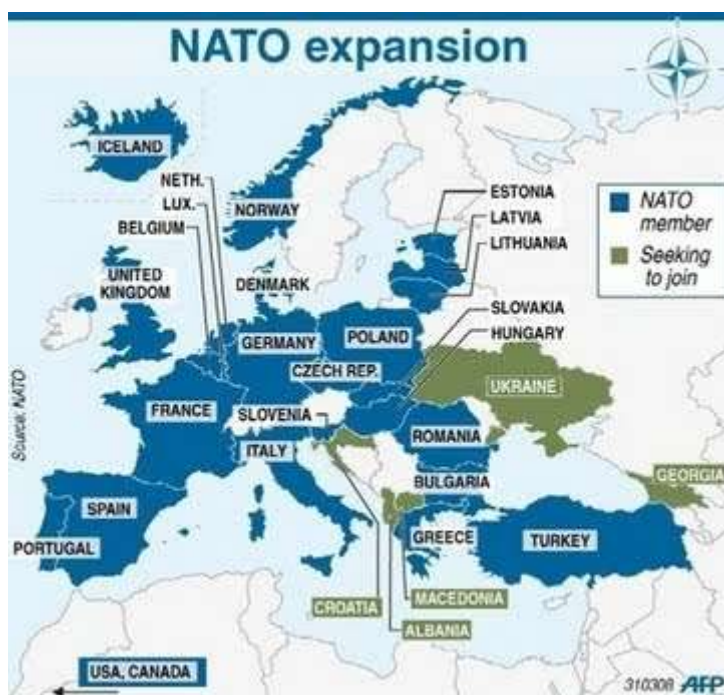 NATO expansion
ICELAND
NETH.
LUX.
BELGIUM
NORWAY
ESTONIA
LATVIA
LITHUANIA
NATO
member
Seeking
to join
UNITED
KINGDOM
DENMARK
SLOVAKIA
HUNGARY
GERMANY
POLAND
CZECH REP.
UKRAINE
FRANCE
SLOVENIA
ITALY
ROMANIA
BULGARIA
GEORGIA
SPAIN
PORTUGAL
GREECE
TURKEY
CROATIA
MACEDONIA
ALBANIA
USA, CANADA
Source: NATO
310308 AFP